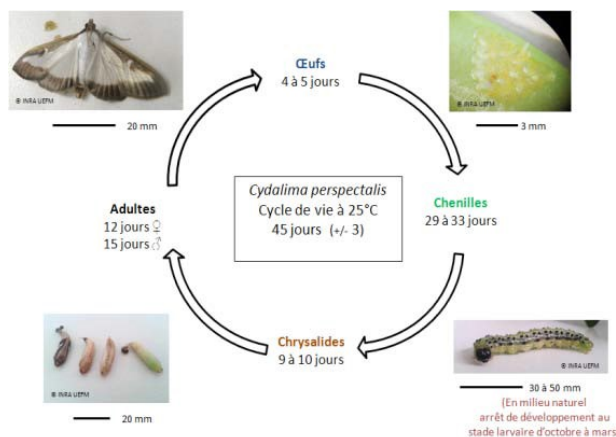 © INRA UEFM
20 mm
Œufs
4 à 5 jours
3 mm
Cydalima perspectalis
Cycle de vie à 25°C
45 jours (+/- 3)
Chenilles
29 à 33 jours
© INRA UEFM
30 à 50 mm
(En milieu naturel
arrêt de développement au
stade larvaire d'octobre à mars
Chrysalides
9 à 10 jours
© INRA UEFM
20 mm
Adultes
12 jours ♀
15 jours ♂
© INRA UEFM